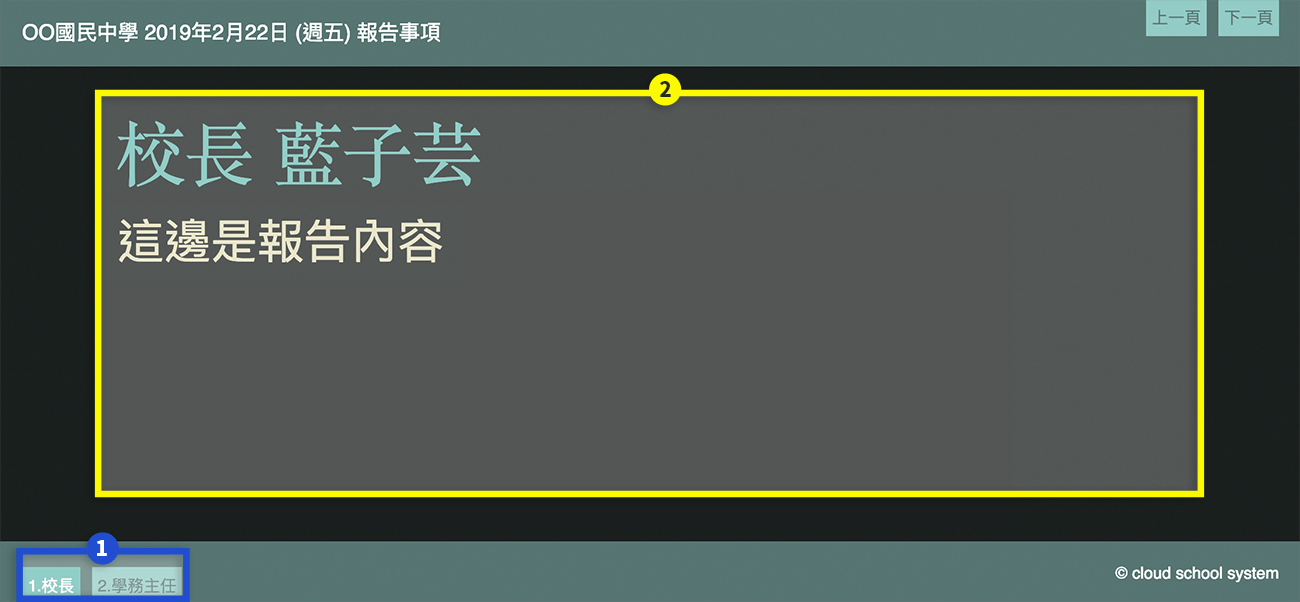 OO國民中學 2019年2月22日 (週五) 報告事項
上一頁 下一頁
2
校長 藍子芸
這邊是報告內容
1
1.校長 2.學務主任
© cloud school system